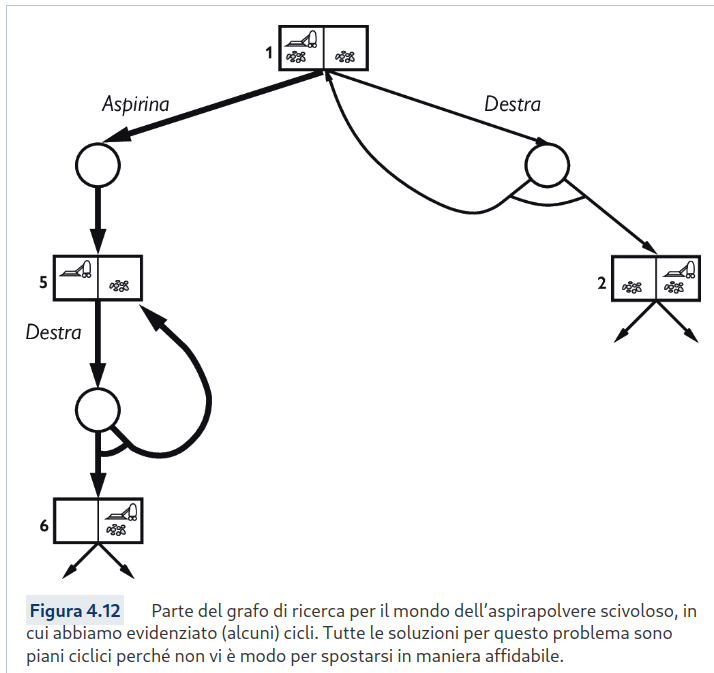 1
Aspirina
Destra
5
2
Destra
6
Figura 4.12 Parte del grafo di ricerca per il mondo dell'aspirapolvere scivoloso, in
cui abbiamo evidenziato (alcuni) cicli. Tutte le soluzioni per questo problema sono
piani ciclici perché non vi è modo per spostarsi in maniera affidabile.